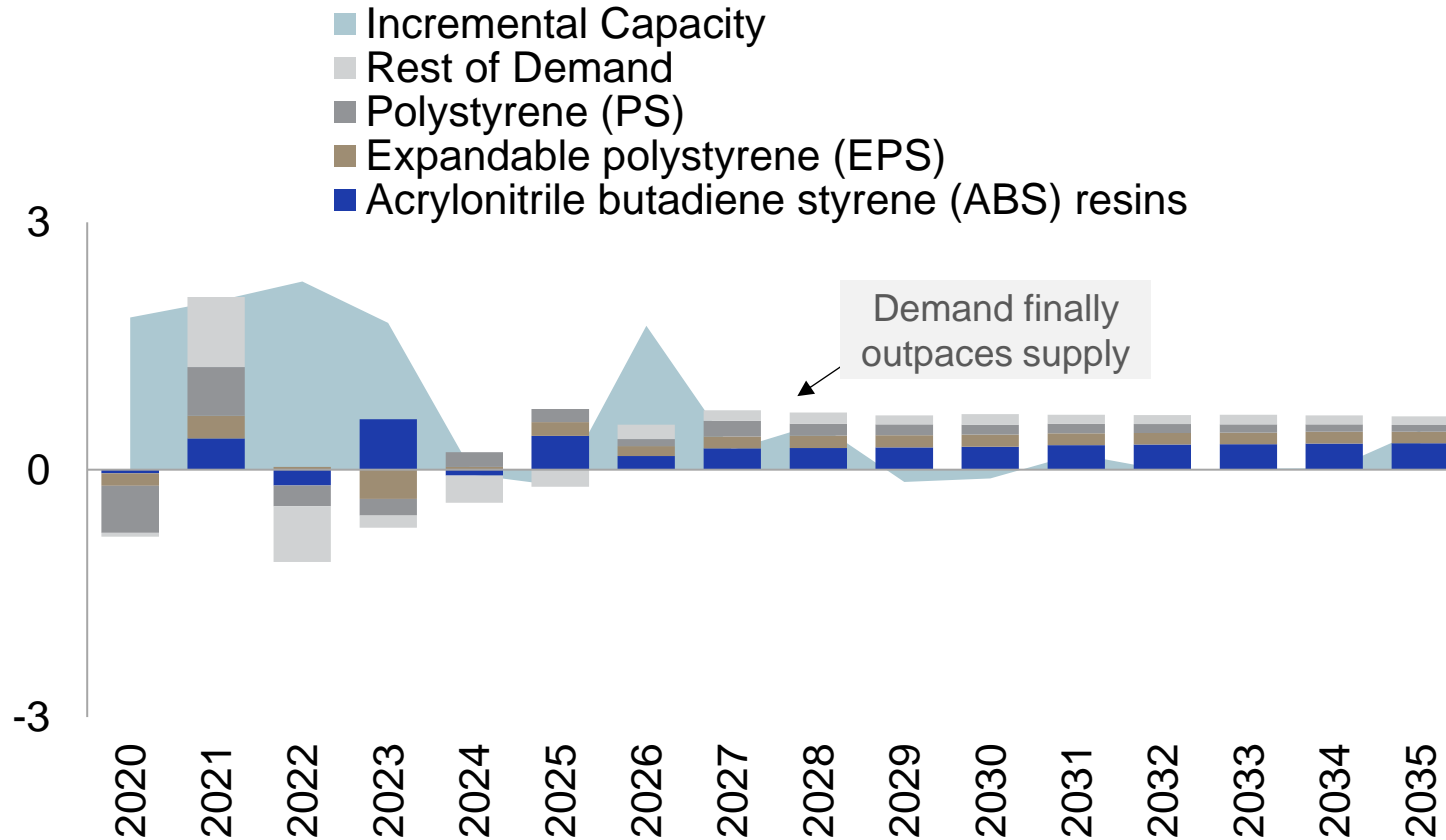 Incremental Capacity
Rest of Demand
Polystyrene (PS)
Expandable polystyrene (EPS)
Acrylonitrile butadiene styrene (ABS) resins
3
Demand finally
outpaces supply
0
-3
2020
2021
2022
2023
2024
2025
2026
2027
2028
2029
2030
2031
2032
2033
2034
2035